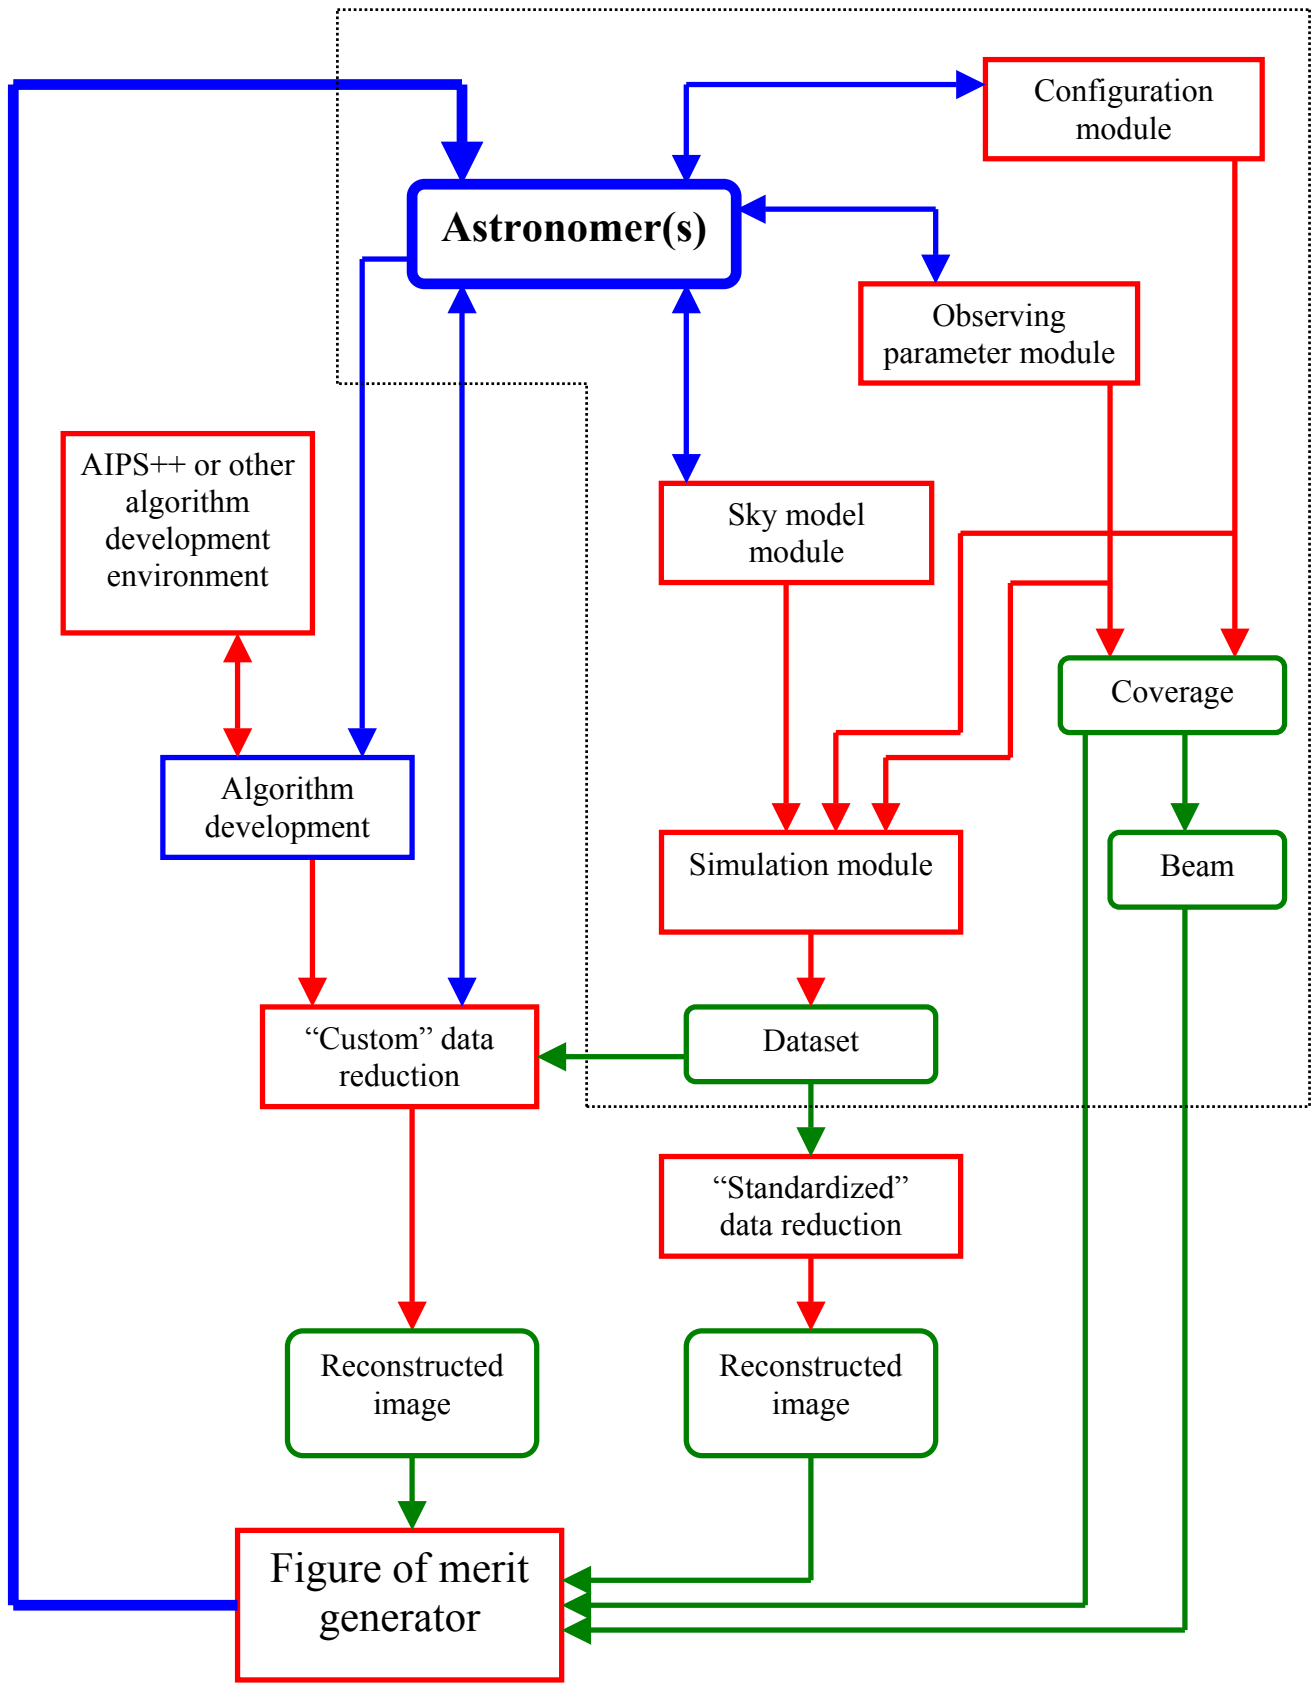 Configuration
module
Astronomer(s)
Observing
parameter module
AIPS++ or other
algorithm
development
environment
Sky model
module
Coverage
Algorithm
development
Simulation module
Beam
“Custom” data
reduction
Dataset
“Standardized”
data reduction
Reconstructed
image
Reconstructed
image
Figure of merit
generator